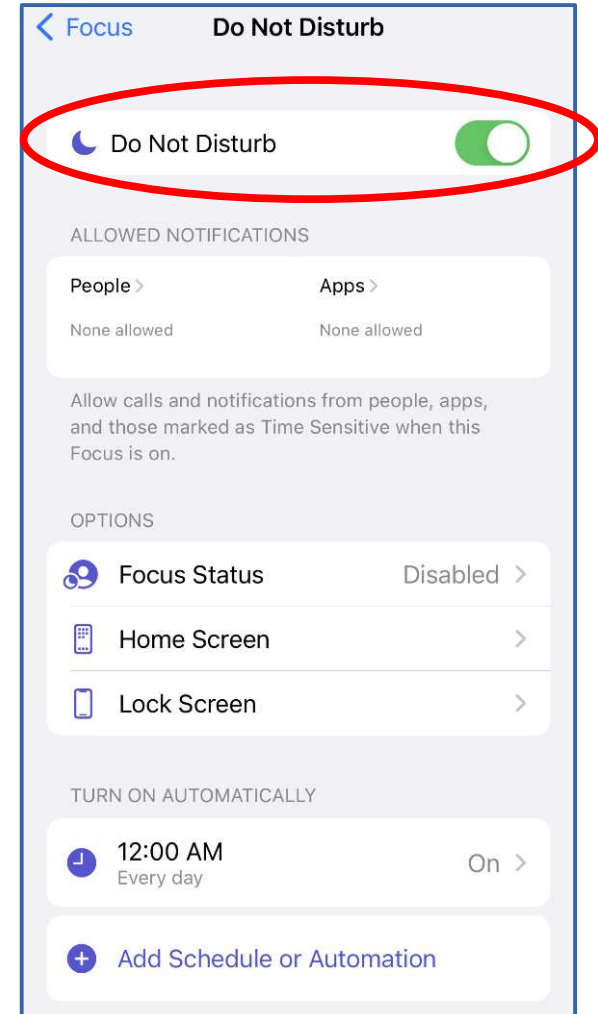 Focus Do Not Disturb
Do Not Disturb
ALLOWED NOTIFICATIONS
People Apps
None allowed None allowed
Allow calls and notifications from people, apps,
and those marked as Time Sensitive when this
Focus is on.
OPTIONS
Focus Status Disabled
Home Screen
Lock Screen
TURN ON AUTOMATICALLY
12:00 AM
Every day
On
Add Schedule or Automation